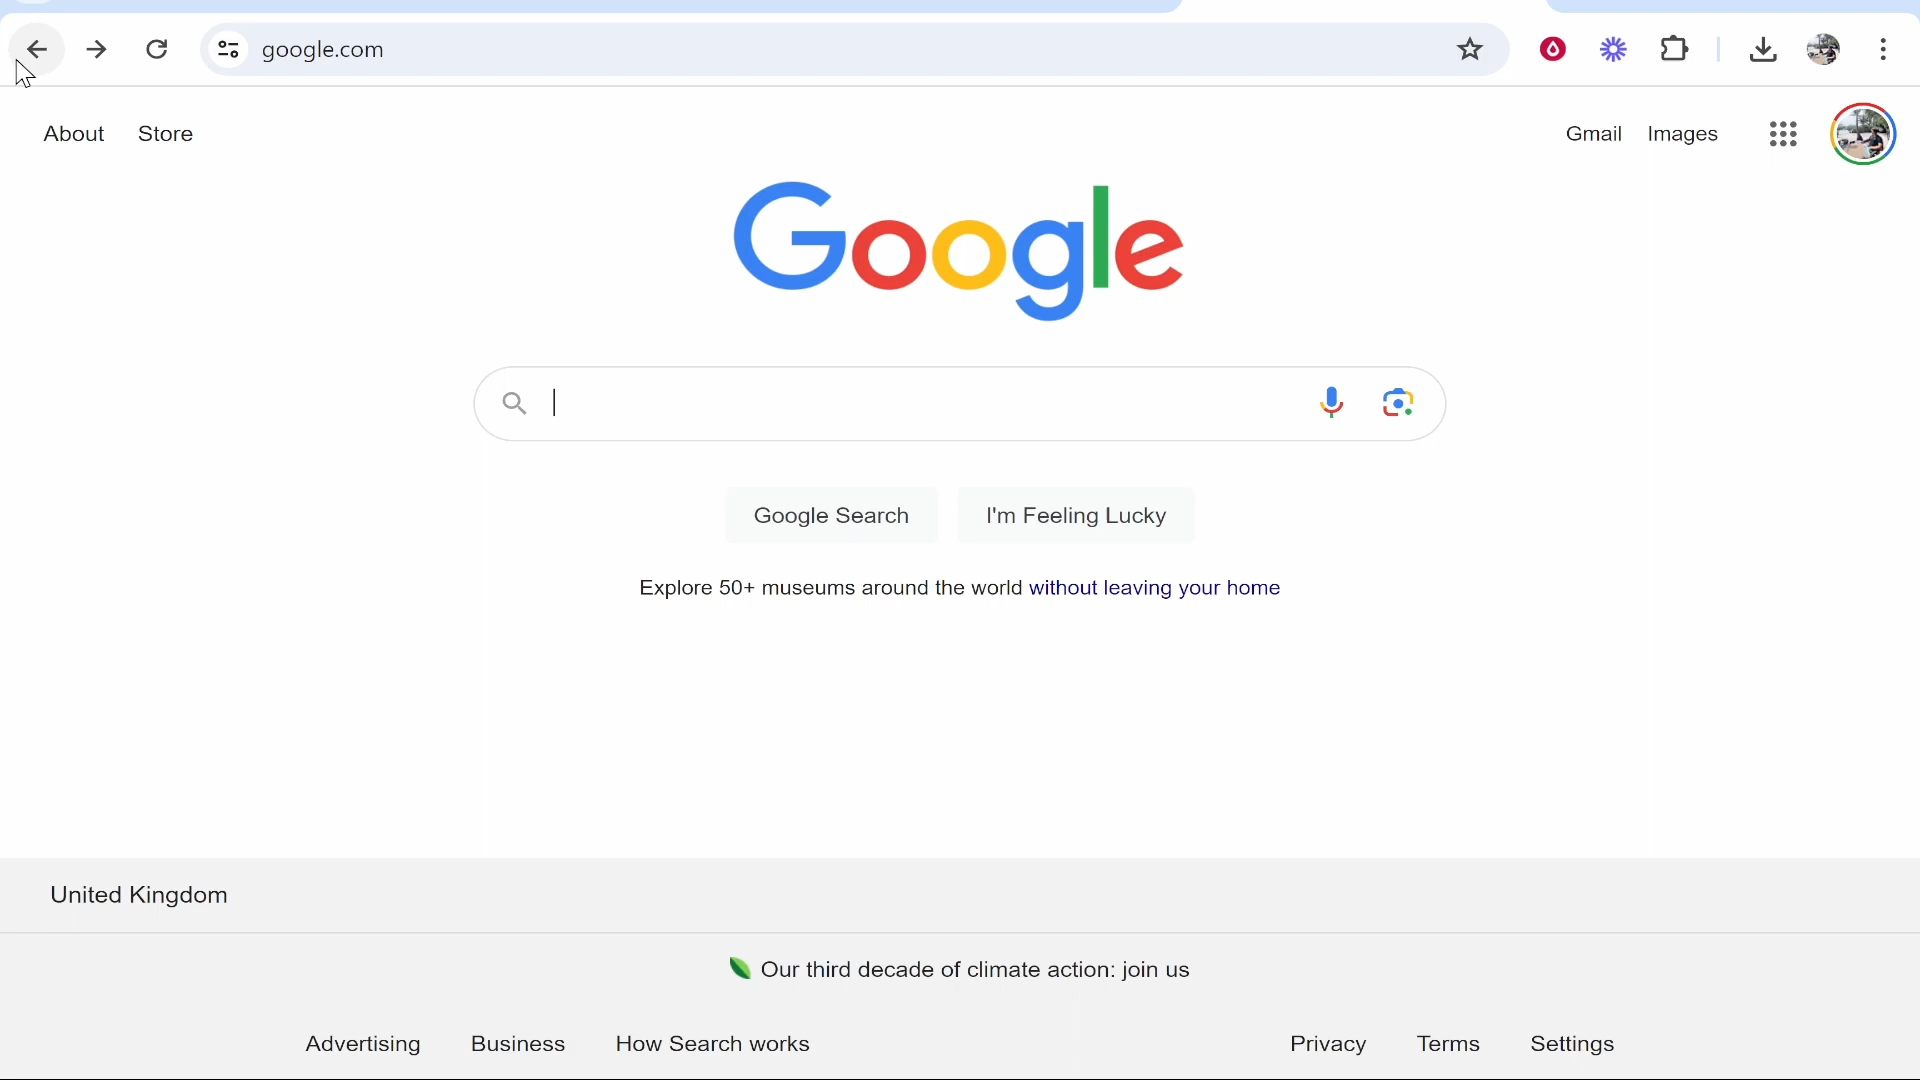 google.com
About Store Gmail Images
Google
Google Search I'm Feeling Lucky
Explore 50+ museums around the world without leaving your home
United Kingdom
Our third decade of climate action: join us
Advertising Business How Search works Privacy Terms Settings